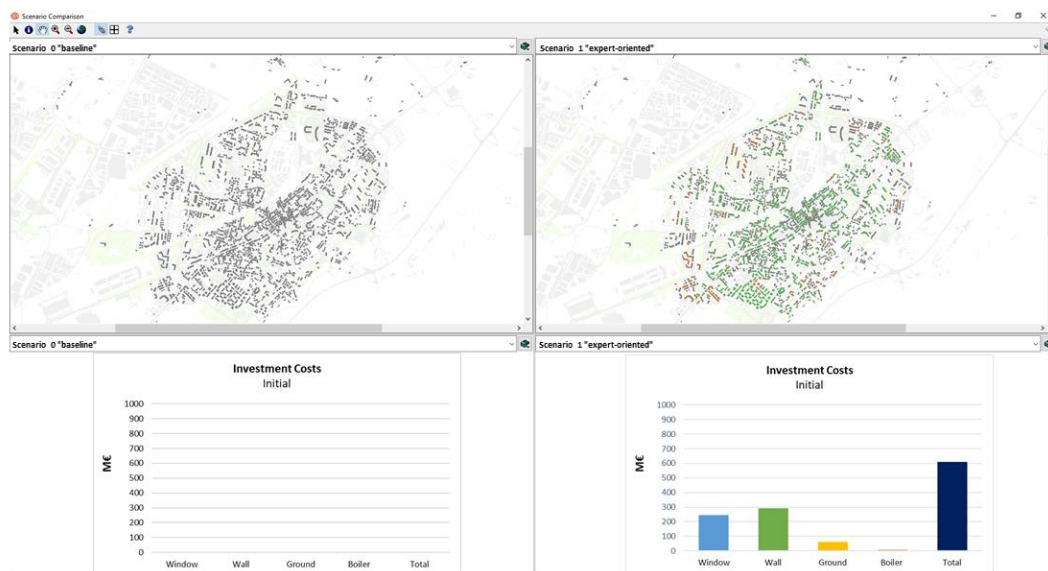 Scenario Comparison
Scenario 0 "baseline"
Scenario 1 "expert-oriented"
Scenario 0 "baseline"
Scenario 1 "expert-oriented"
Investment Costs
Initial
1000
900
800
700
600
500
400
300
200
100
0
M€
Window Wall Ground Boiler Total
Investment Costs
Initial
1000
900
800
700
600
500
400
300
200
100
0
M€
Window Wall Ground Boiler Total